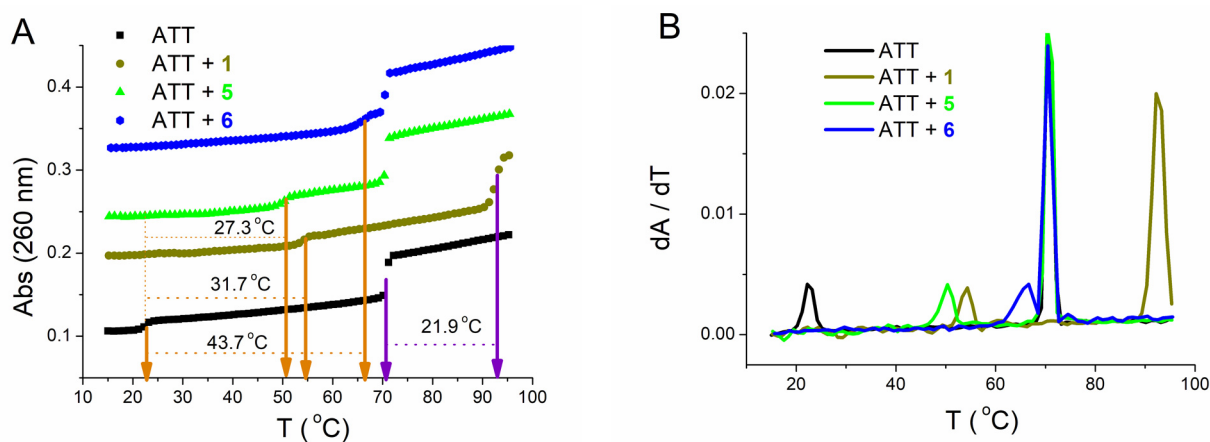 A
ATT
ATT + 1
ATT + 5
ATT + 6
Abs (260 nm)
0.4
0.3
0.2
0.1
27.3 °C
31.7 °C
43.7 °C
21.9 °C
10 20 30 40 50 60 70 80 90 100
T ( °C)
B
ATT
ATT + 1
ATT + 5
ATT + 6
dA / dT
0.02
0.01
0.00
20 40 60 80 100
T ( °C)